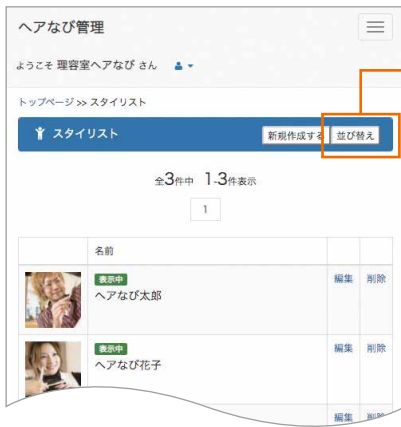 ヘアなび管理
ようこそ 理容室ヘアなび さん
トップページ >> スタイリスト
スタイリスト 新規作成する 並び替え
全3件中 1-3件表示
1
名前
表示中 編集 削除
ヘアなび太郎
表示中 編集 削除
ヘアなび花子
編集 削除